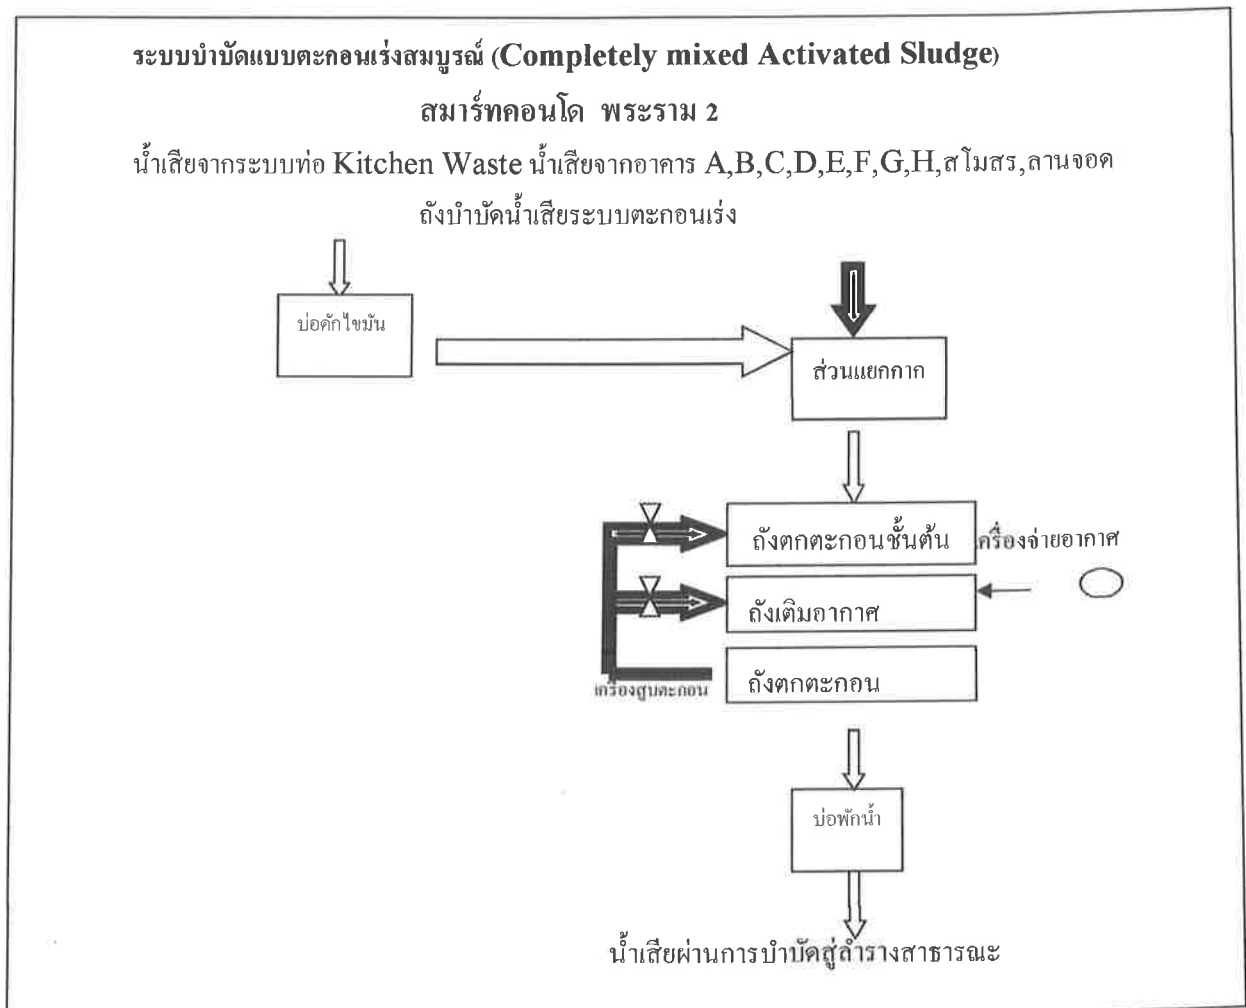 ระบบบำบัดแบบตะกอนเร่งสมบูรณ์ (Completely mixed Activated Sludge)
สมาร์ทคอนโด พระราม 2
น้ำเสียจากระบบท่อ Kitchen Waste น้ำเสียจากอาคาร A,B,C,D,E,F,G,H,สโมสร,ลานจอด
ถังบำบัดน้ำเสียระบบตะกอนเร่ง
บ่อดักไขมัน
ส่วนแยกกาก
ถังตกตะกอนชั้นต้น
เครื่องจ่ายอากาศ
ถังเติมอากาศ
ถังตกตะกอน
เครื่องสูบตะกอน
บ่อพักน้ำ
น้ำเสียผ่านการบำบัดสู่ลำรางสาธารณะ